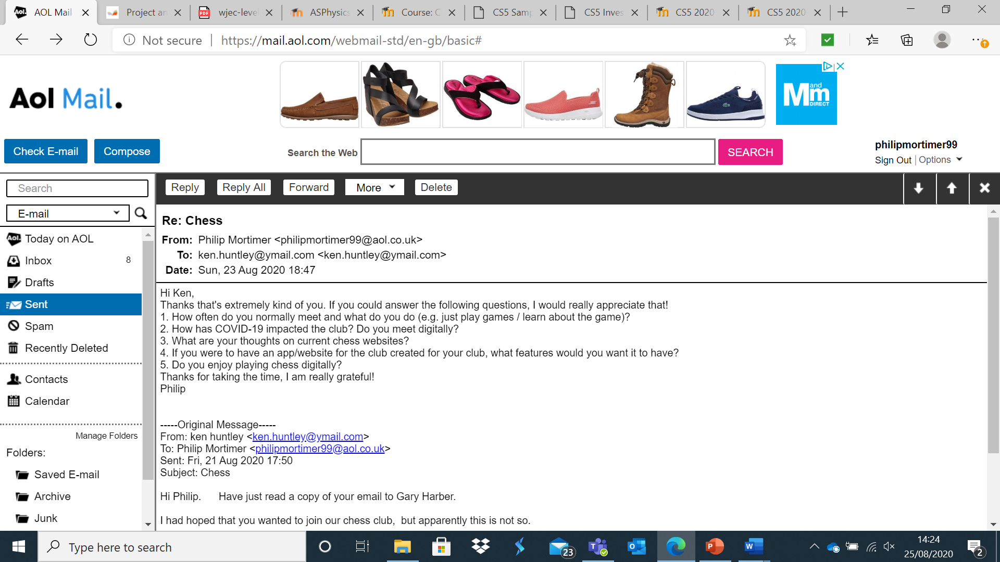 Aol. AOL Mail
Project an
PDF wjec-level
ASPhysics
Course: C
CS5 Samp
CS5 Inves
CS5 2020
CS5 2020
Not secure | https://mail.aol.com/webmail-std/en-gb/basic#
Aol Mail.
MandM DIRECT
Check E-mail
Compose
Search the Web
SEARCH
philipmortimer99
Sign Out | Options
Search
E-mail
Reply
Reply All
Forward
More
Delete
Aol. Today on AOL
Inbox 8
Drafts
Sent
Spam
Recently Deleted
Contacts
Calendar
Manage Folders
Folders:
Saved E-mail
Archive
Junk
Re: Chess
From: Philip Mortimer <philipmortimer99@aol.co.uk>
To: ken.huntley@ymail.com <ken.huntley@ymail.com>
Date: Sun, 23 Aug 2020 18:47
Hi Ken,
Thanks that's extremely kind of you. If you could answer the following questions, I would really appreciate that!
1. How often do you normally meet and what do you do (e.g. just play games / learn about the game)?
2. How has COVID-19 impacted the club? Do you meet digitally?
3. What are your thoughts on current chess websites?
4. If you were to have an app/website for the club created for your club, what features would you want it to have?
5. Do you enjoy playing chess digitally?
Thanks for taking the time, I am really grateful!
Philip
-----Original Message-----
From: ken huntley <ken.huntley@ymail.com>
To: Philip Mortimer <philipmortimer99@aol.co.uk>
Sent: Fri, 21 Aug 2020 17:50
Subject: Chess
Hi Philip. Have just read a copy of your email to Gary Harber.
I had hoped that you wanted to join our chess club, but apparently this is not so.
Type here to search
23
14:24
25/08/2020
2